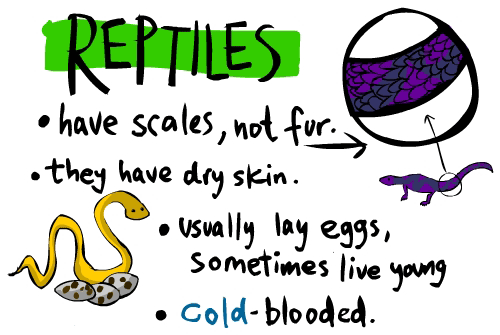 REPTILES
• have scales, not fur.
• they have dry skin.
• usually lay eggs,
sometimes live young
• cold-blooded.